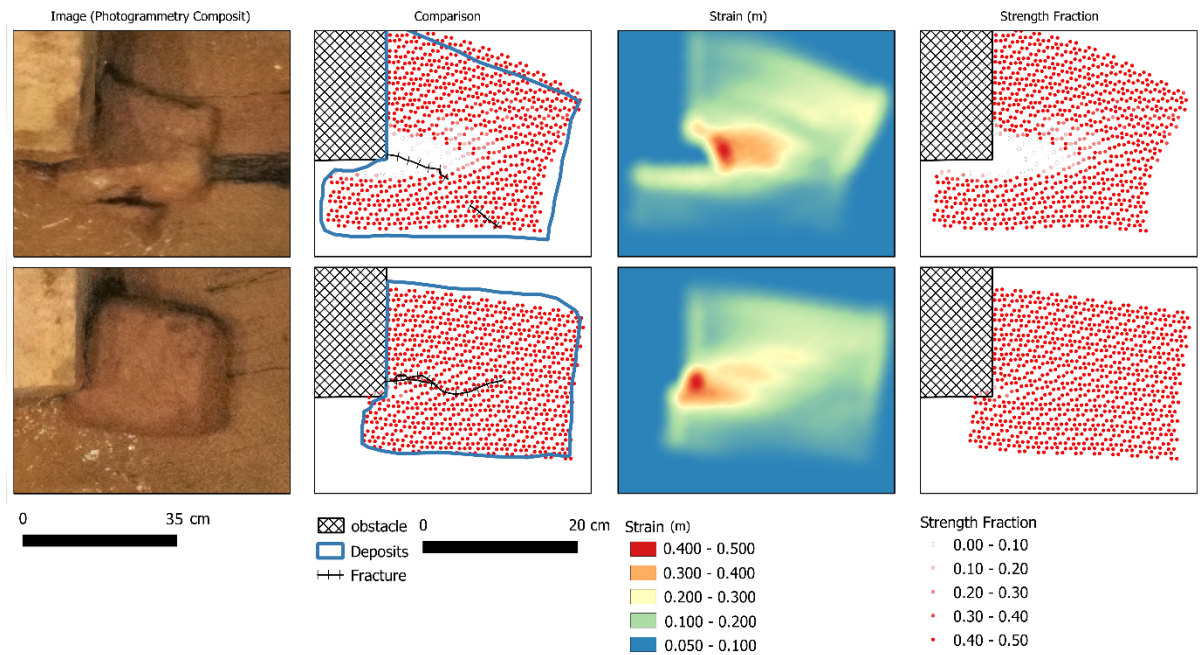 Image (Photogrammetry Composit)
Comparison
Strain (m)
Strength Fraction
0 35 cm
obstacle
Deposits
Fracture
0 20 cm
Strain (m)
0.400 - 0.500
0.300 - 0.400
0.200 - 0.300
0.100 - 0.200
0.050 - 0.100
Strength Fraction
0.00 - 0.10
0.10 - 0.20
0.20 - 0.30
0.30 - 0.40
0.40 - 0.50